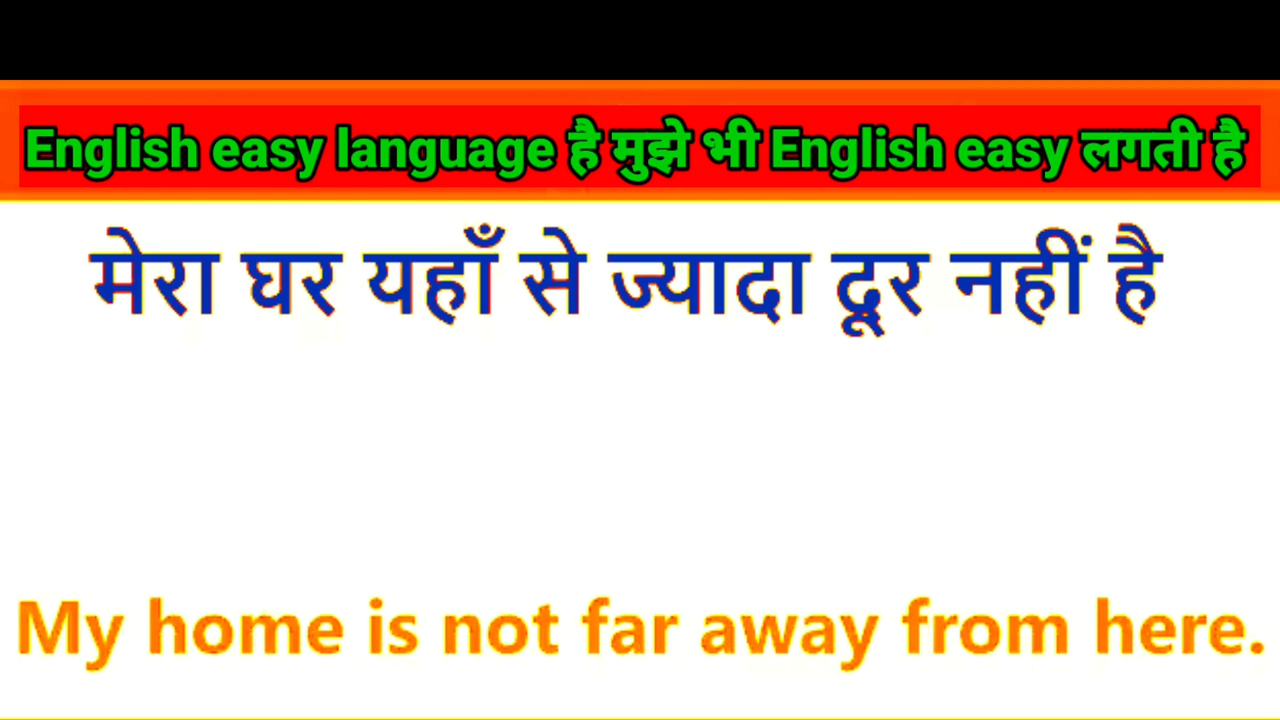 English easy language है मुझे भी English easy लगती है
मेरा घर यहाँ से ज्यादा दूर नहीं है
My home is not far away from here.